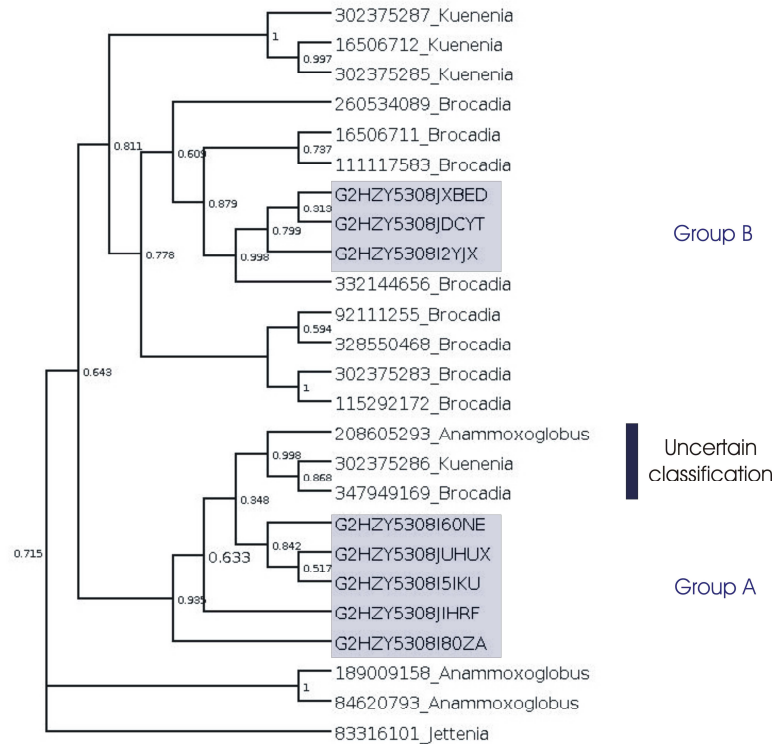 302375287_Kuenenia
1
16506712_Kuenenia
0.997
302375285_Kuenenia
260534089_Brocadia
16506711_Brocadia
0.737
0.811
0.609
111117583_Brocadia
G2HZY5308JXBED
0.879
0.313
G2HZY5308JDCYT
0.799
Group B
0.778
0.998
G2HZY5308I2YJX
332144656_Brocadia
92111255_Brocadia
0.594
328550468_Brocadia
0.643
302375283_Brocadia
1
115292172_Brocadia
208605293_Anammoxoglobus
0.998
302375286_Kuenenia
0.868
347949169_Brocadia
Uncertain
classification
0.348
G2HZY5308I60NE
0.842
0.715
0.633
G2HZY5308JUHUX
0.517
G2HZY5308I5IKU
Group A
0.935
G2HZY5308JIHRF
G2HZY5308I80ZA
189009158_Anammoxoglobus
1
84620793_Anammoxoglobus
83316101_Jettenia